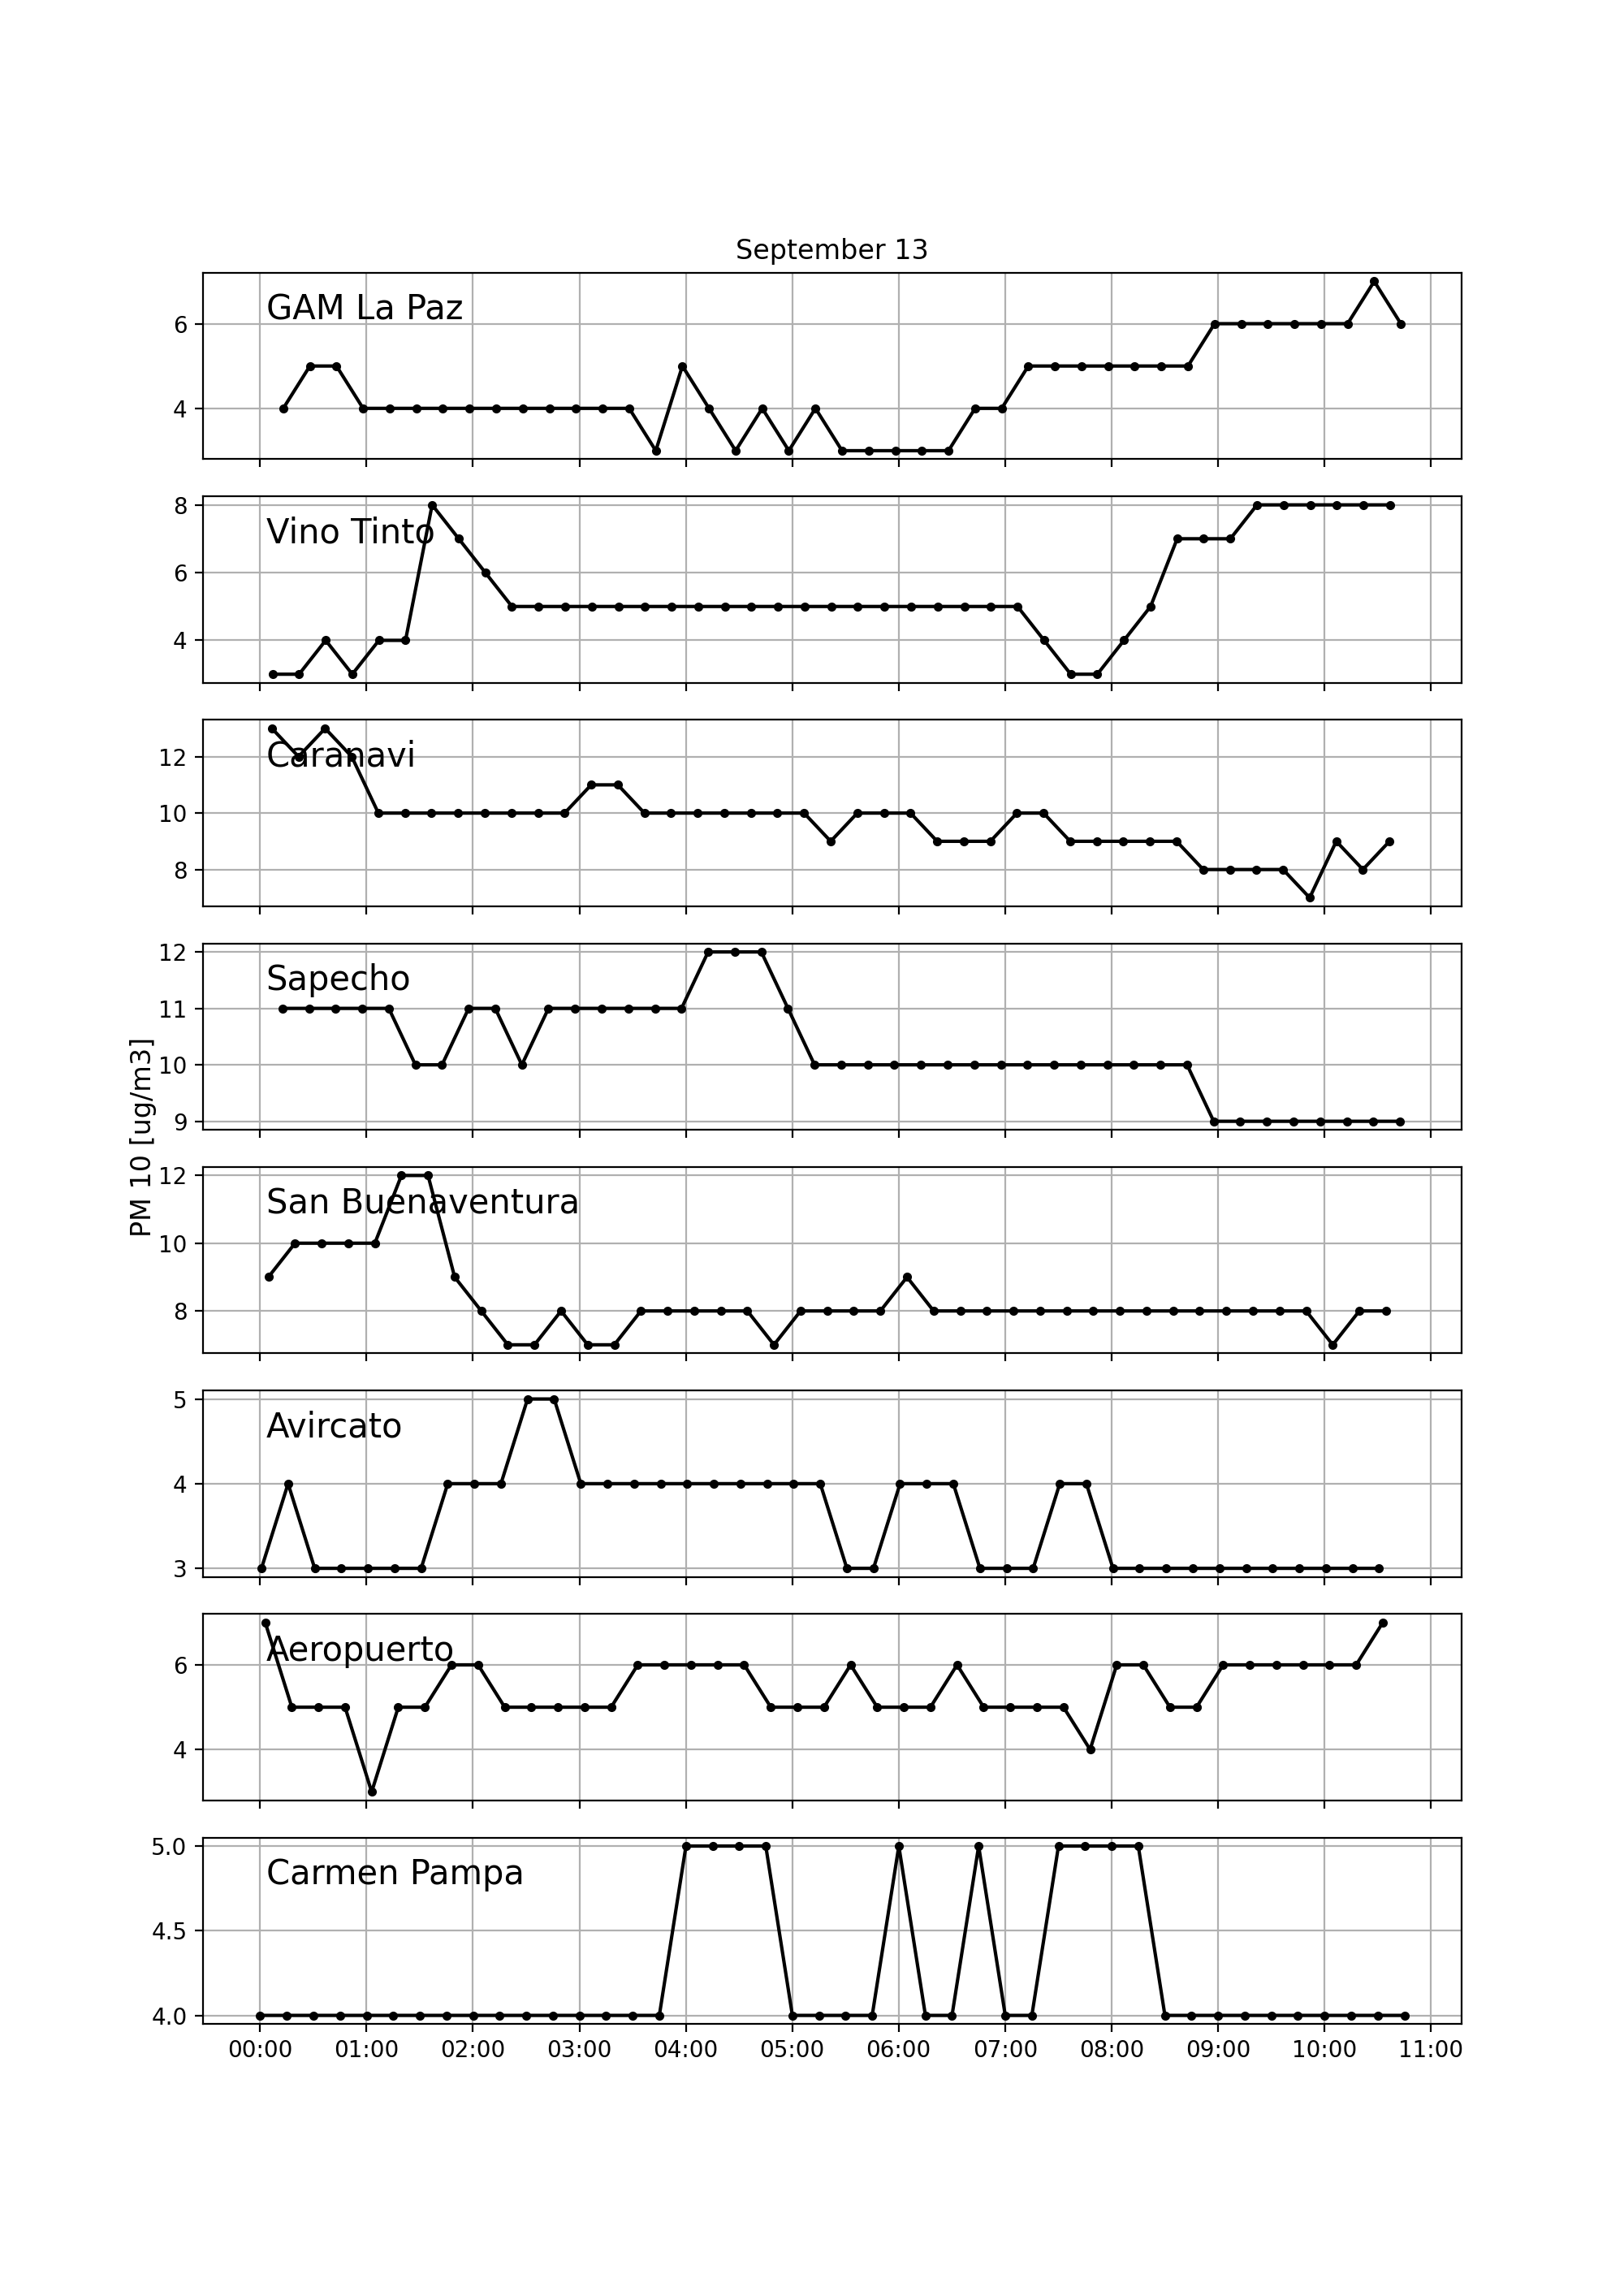 September 13
GAM La Paz
6
4
Vino Tinto
8
6
4
Caranavi
12
10
8
Sapecho
12
11
10
9
PM 10 [ug/m3]
San Buenaventura
12
10
8
Avircato
5
4
3
Aeropuerto
6
4
Carmen Pampa
5.0
4.5
4.0
00:00 01:00 02:00 03:00 04:00 05:00 06:00 07:00 08:00 09:00 10:00 11:00